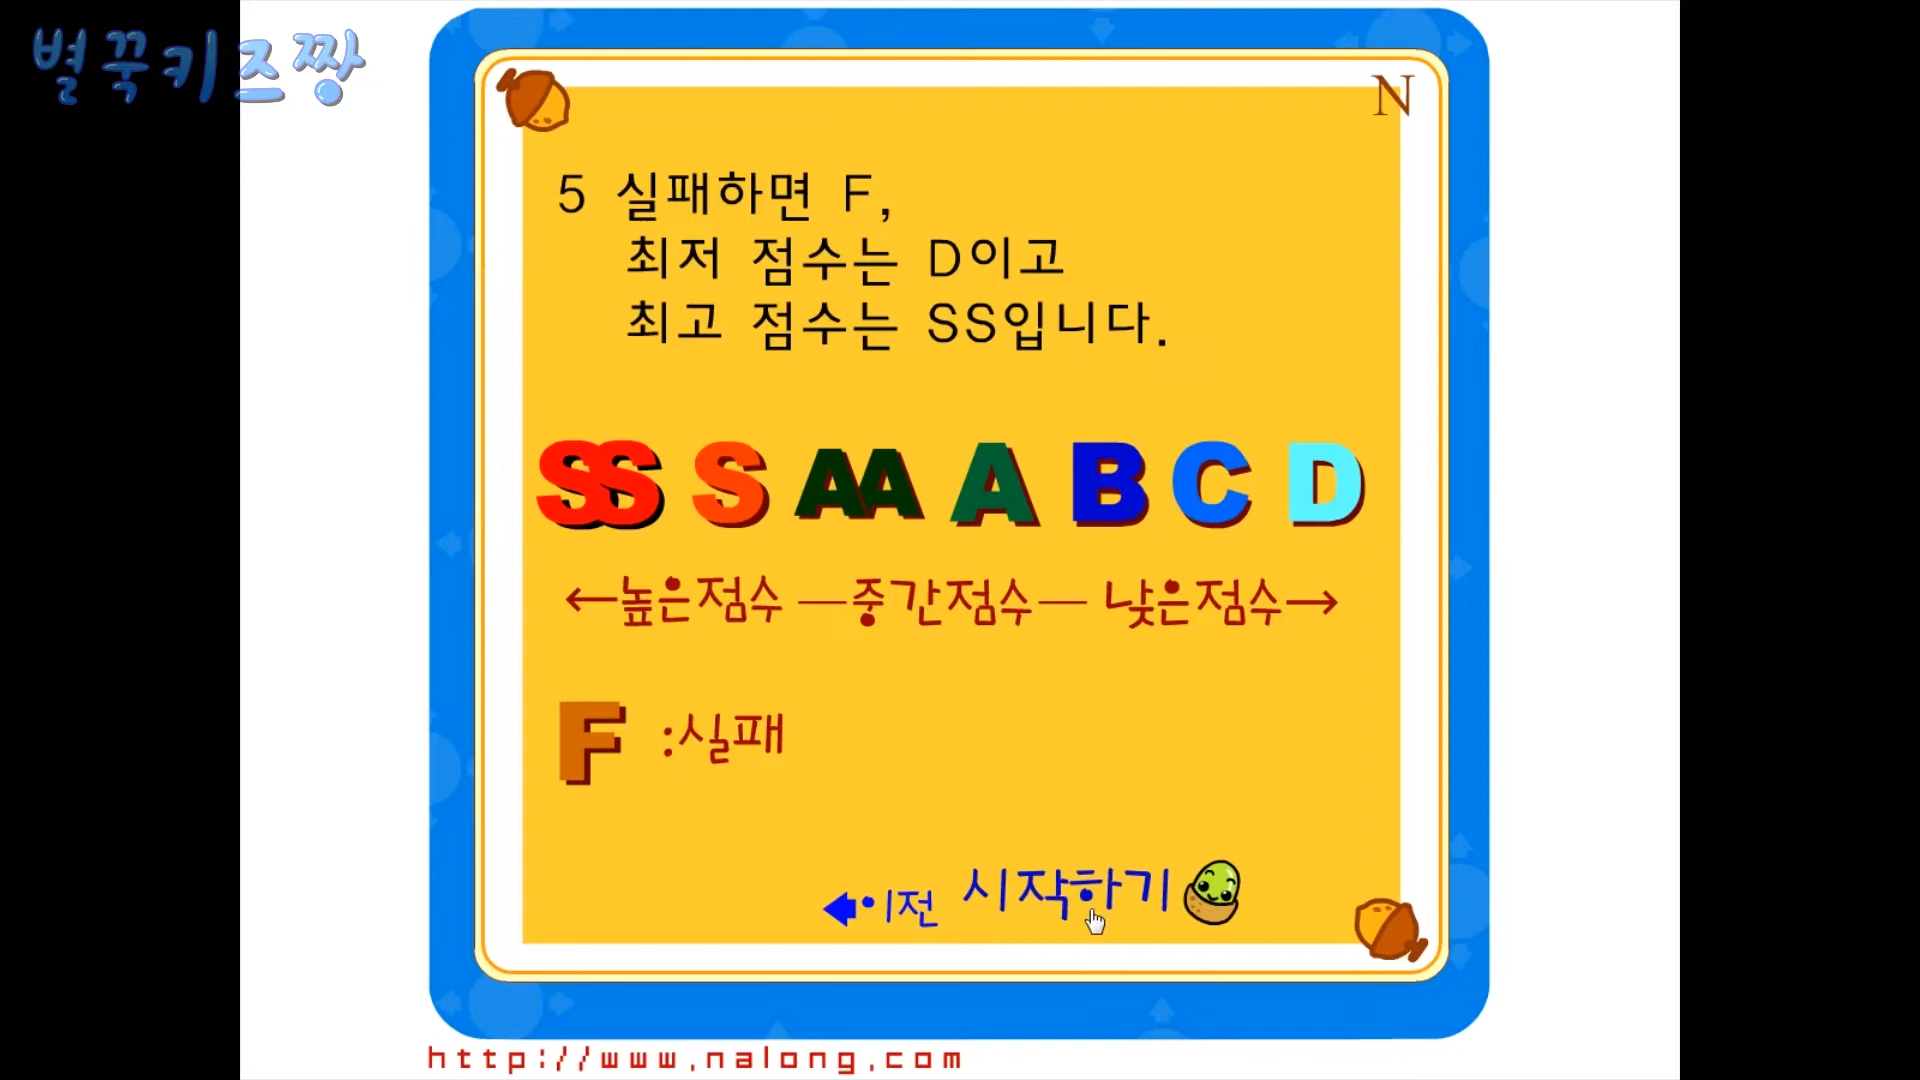 별꾹키즈짱
N
5 실패하면 F,
최저 점수는 D이고
최고 점수는 SS입니다.
SS S AA A B C D
←높은점수 —중간점수— 낮은점수→
F :실패
이전 시작하기
http://www.nalong.com